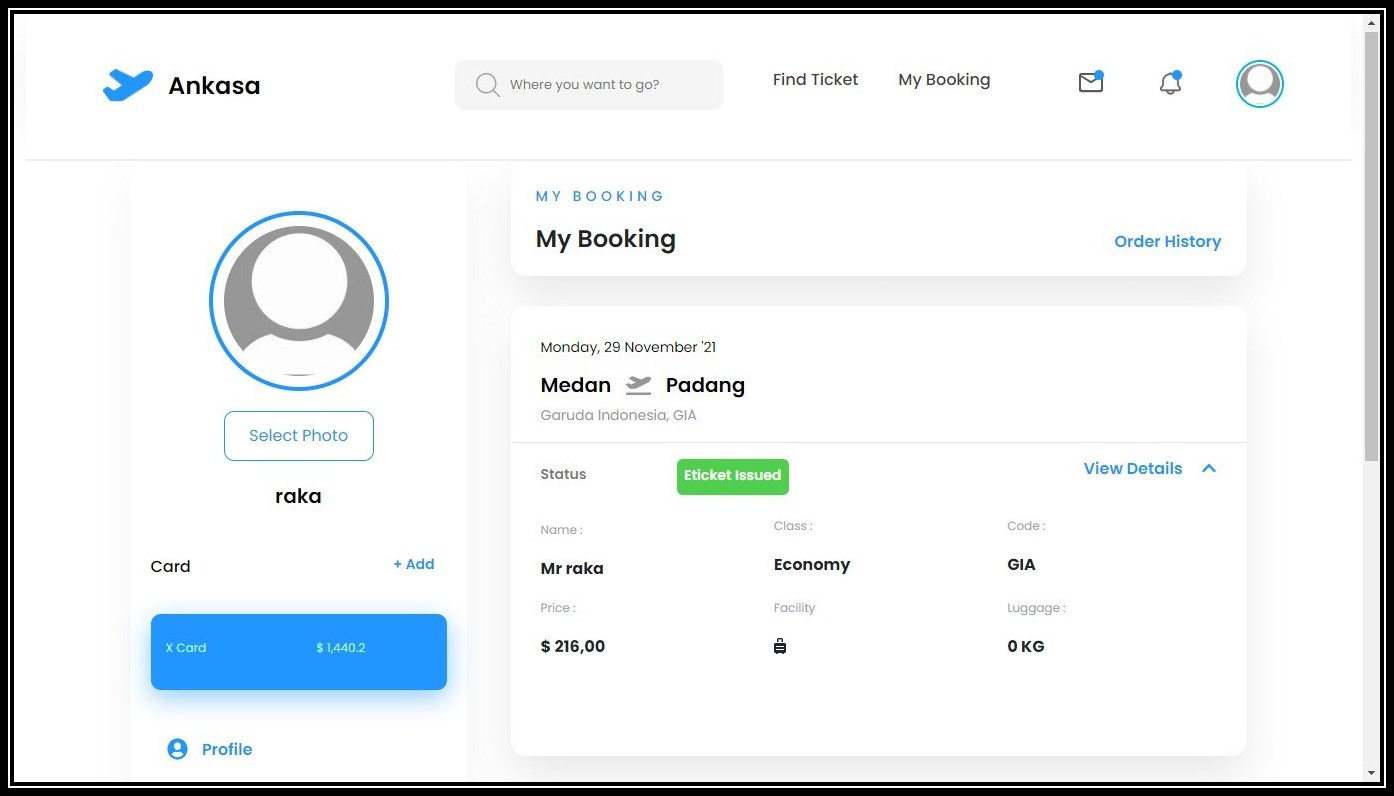 Ankasa
Where you want to go?
Find Ticket
My Booking
Select Photo
raka
Card
+ Add
X Card
$ 1,440.2
Profile
MY BOOKING
My Booking
Order History
Monday, 29 November '21
Medan
Padang
Garuda Indonesia, GIA
Status
Eticket Issued
View Details
Name :
Class :
Code :
Mr raka
Economy
GIA
Price :
Facility
Luggage :
$ 216,00
0 KG